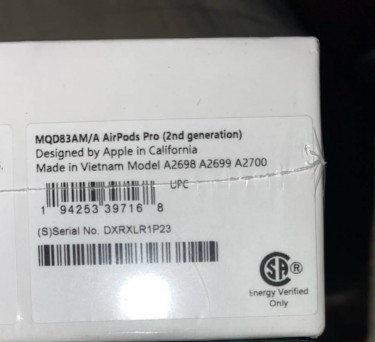 MQD83AM/A AirPods Pro (2nd generation)
Designed by Apple in California
Made in Vietnam Model A2698 A2699 A2700
UPC
1 94253 39716 8
(S)Serial No. DXRXLR1P23
SA ®
Energy Verified
Only